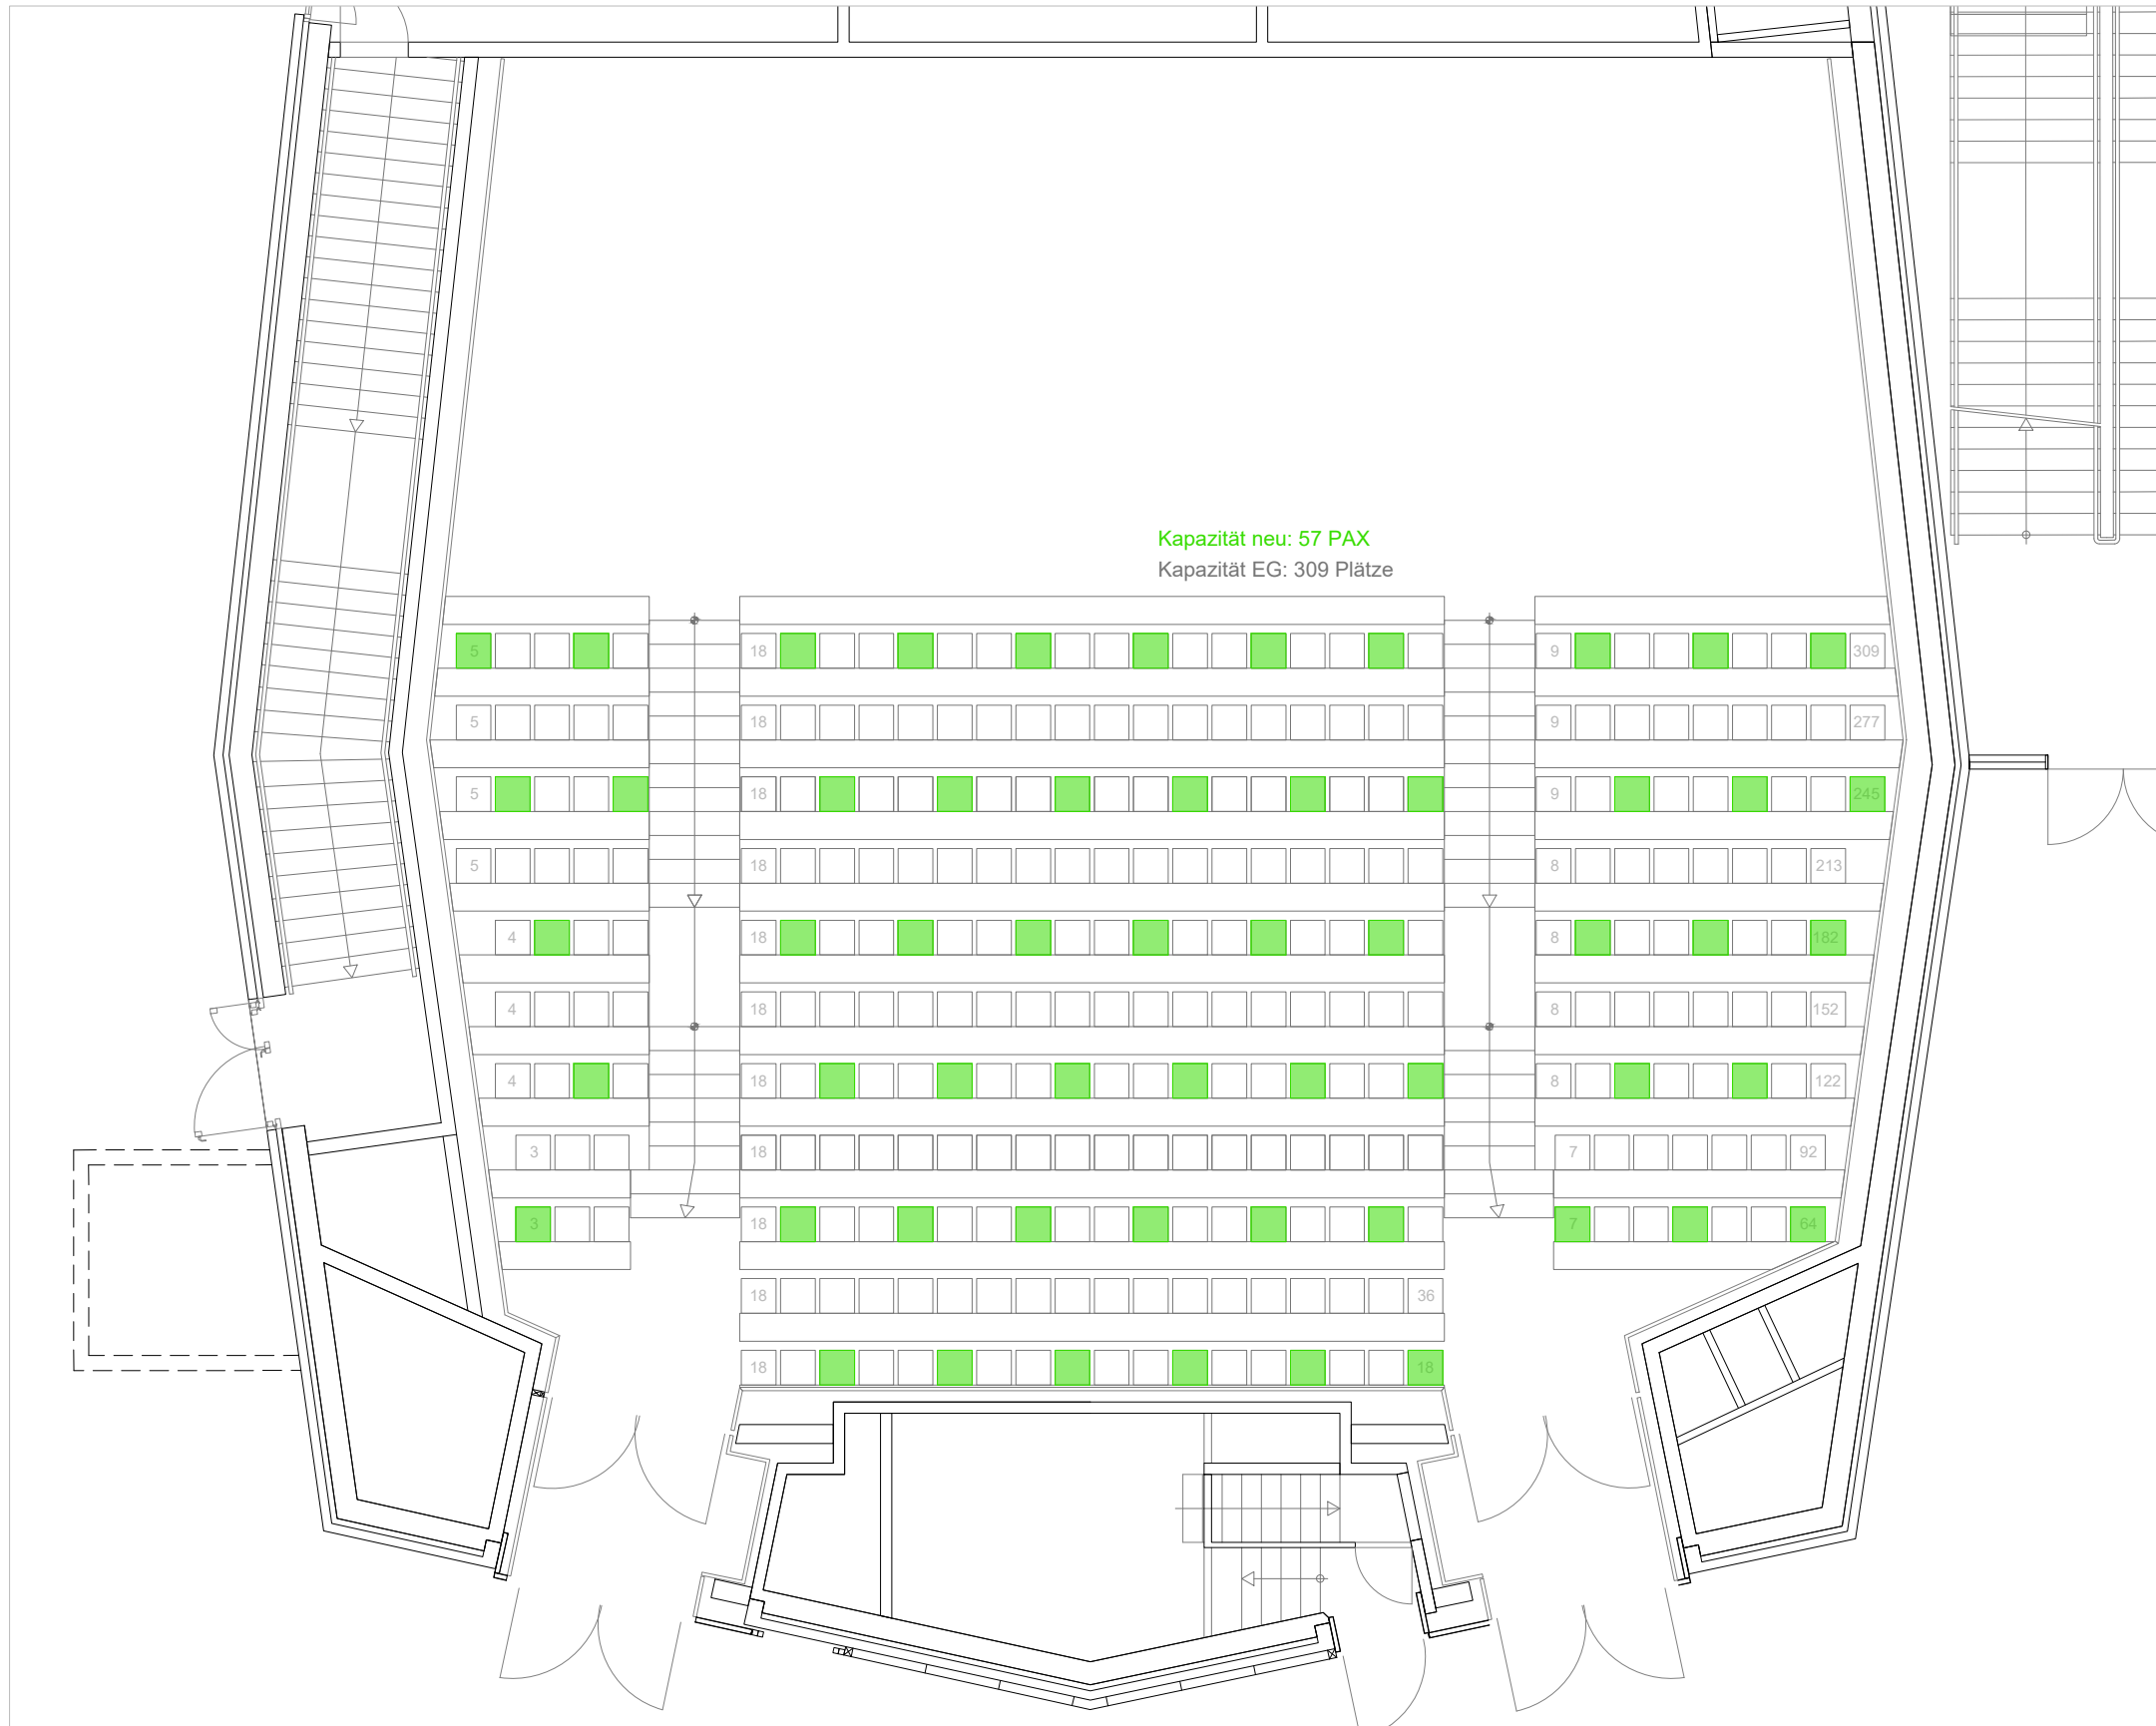 Kapazität neu: 57 PAX
Kapazität EG: 309 Plätze
5 18 9 309
5 18 9 277
5 18 9 245
5 18 8 213
4 18 8 182
4 18 8 152
4 18 8 122
3 18 7 92
3 18 7 64
18 36
18 18